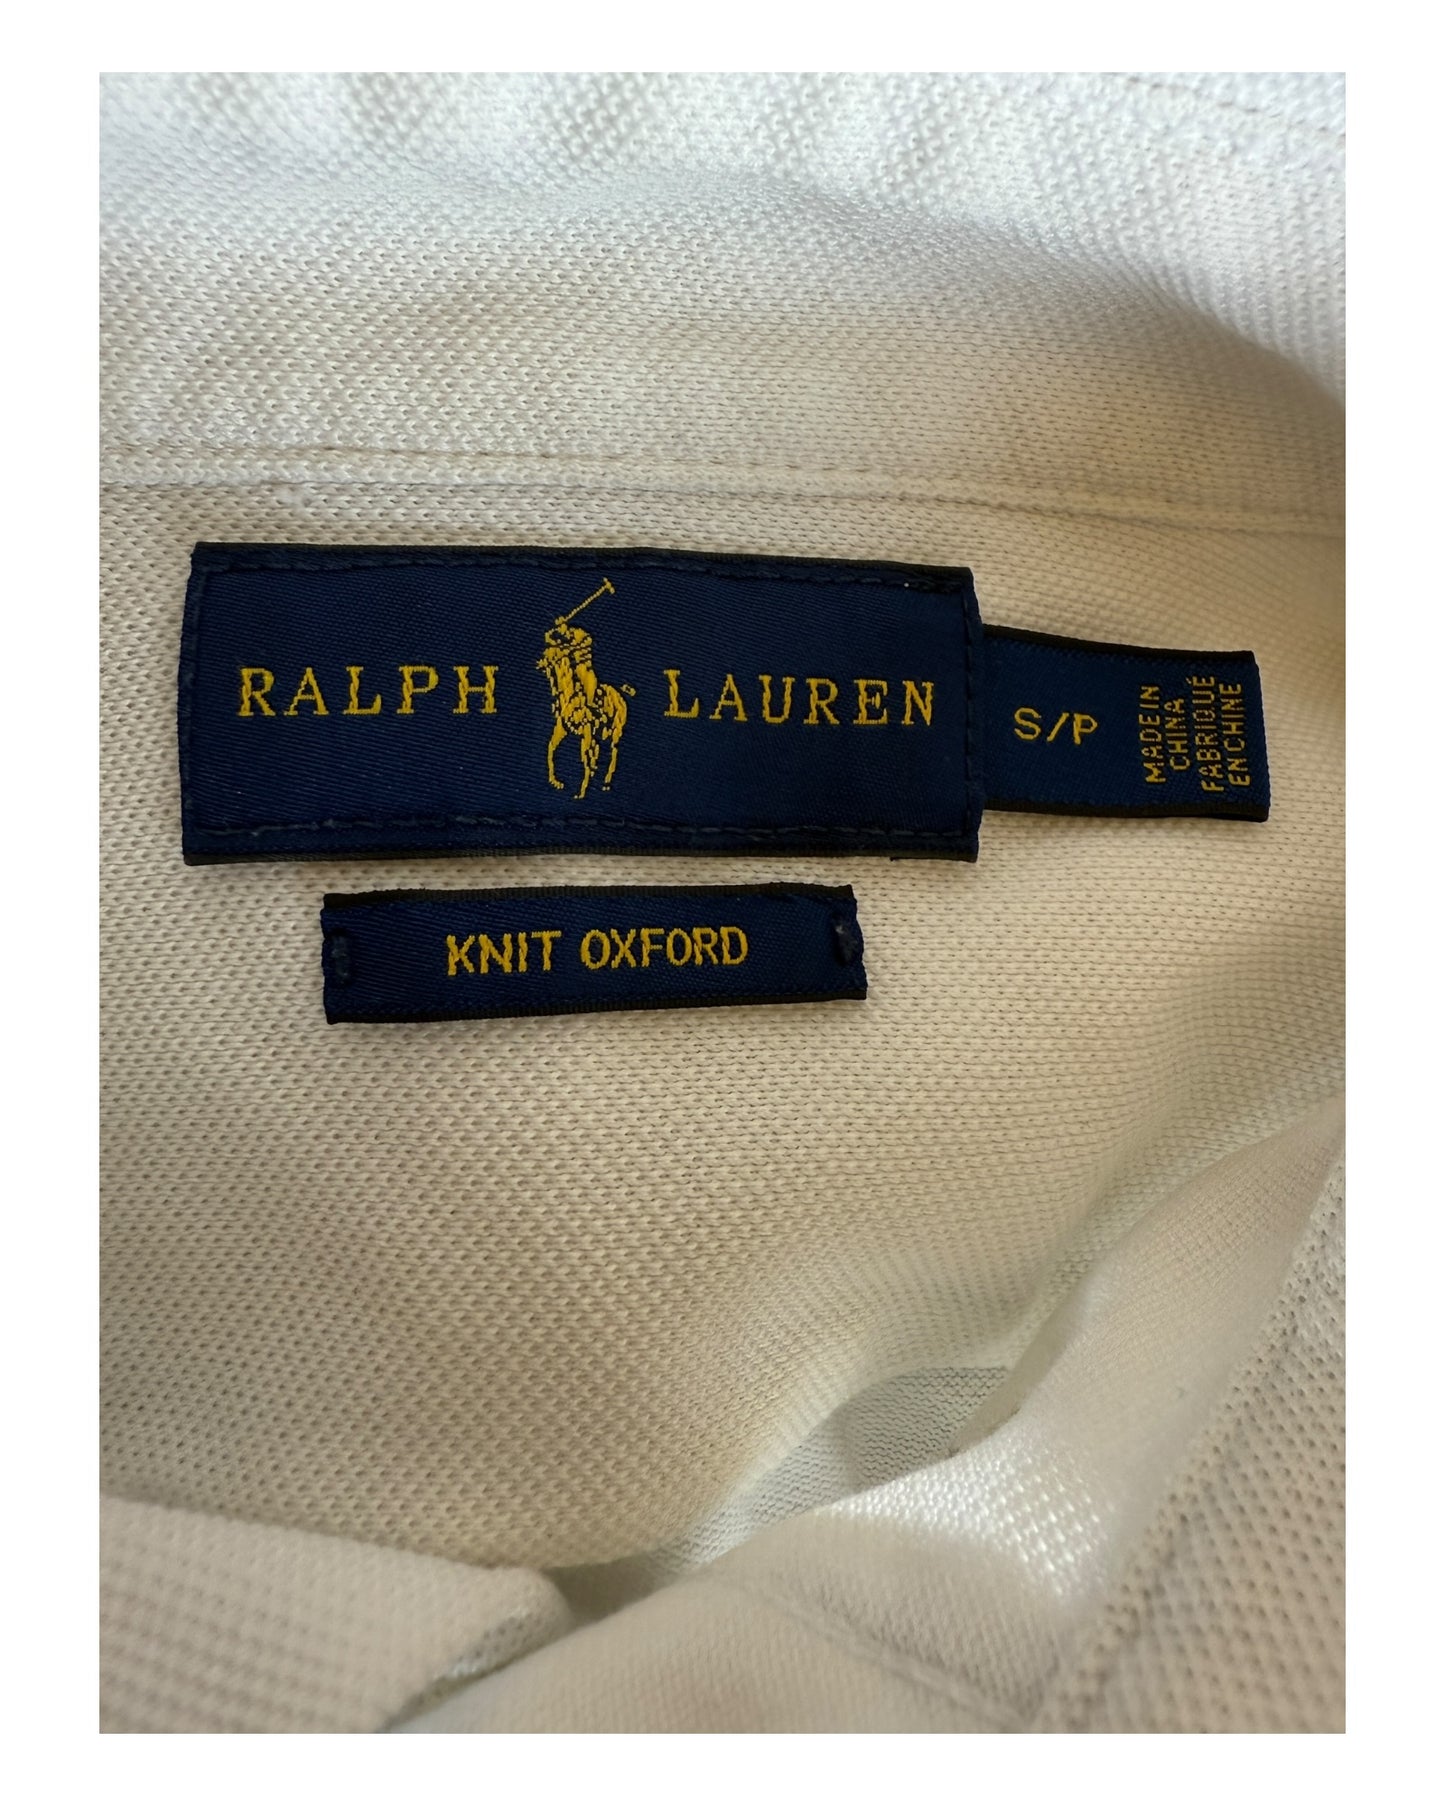 RALPH LAUREN
S/P
MADE IN
CHINA
FABRIQUÉ
EN CHINE
KNIT OXFORD